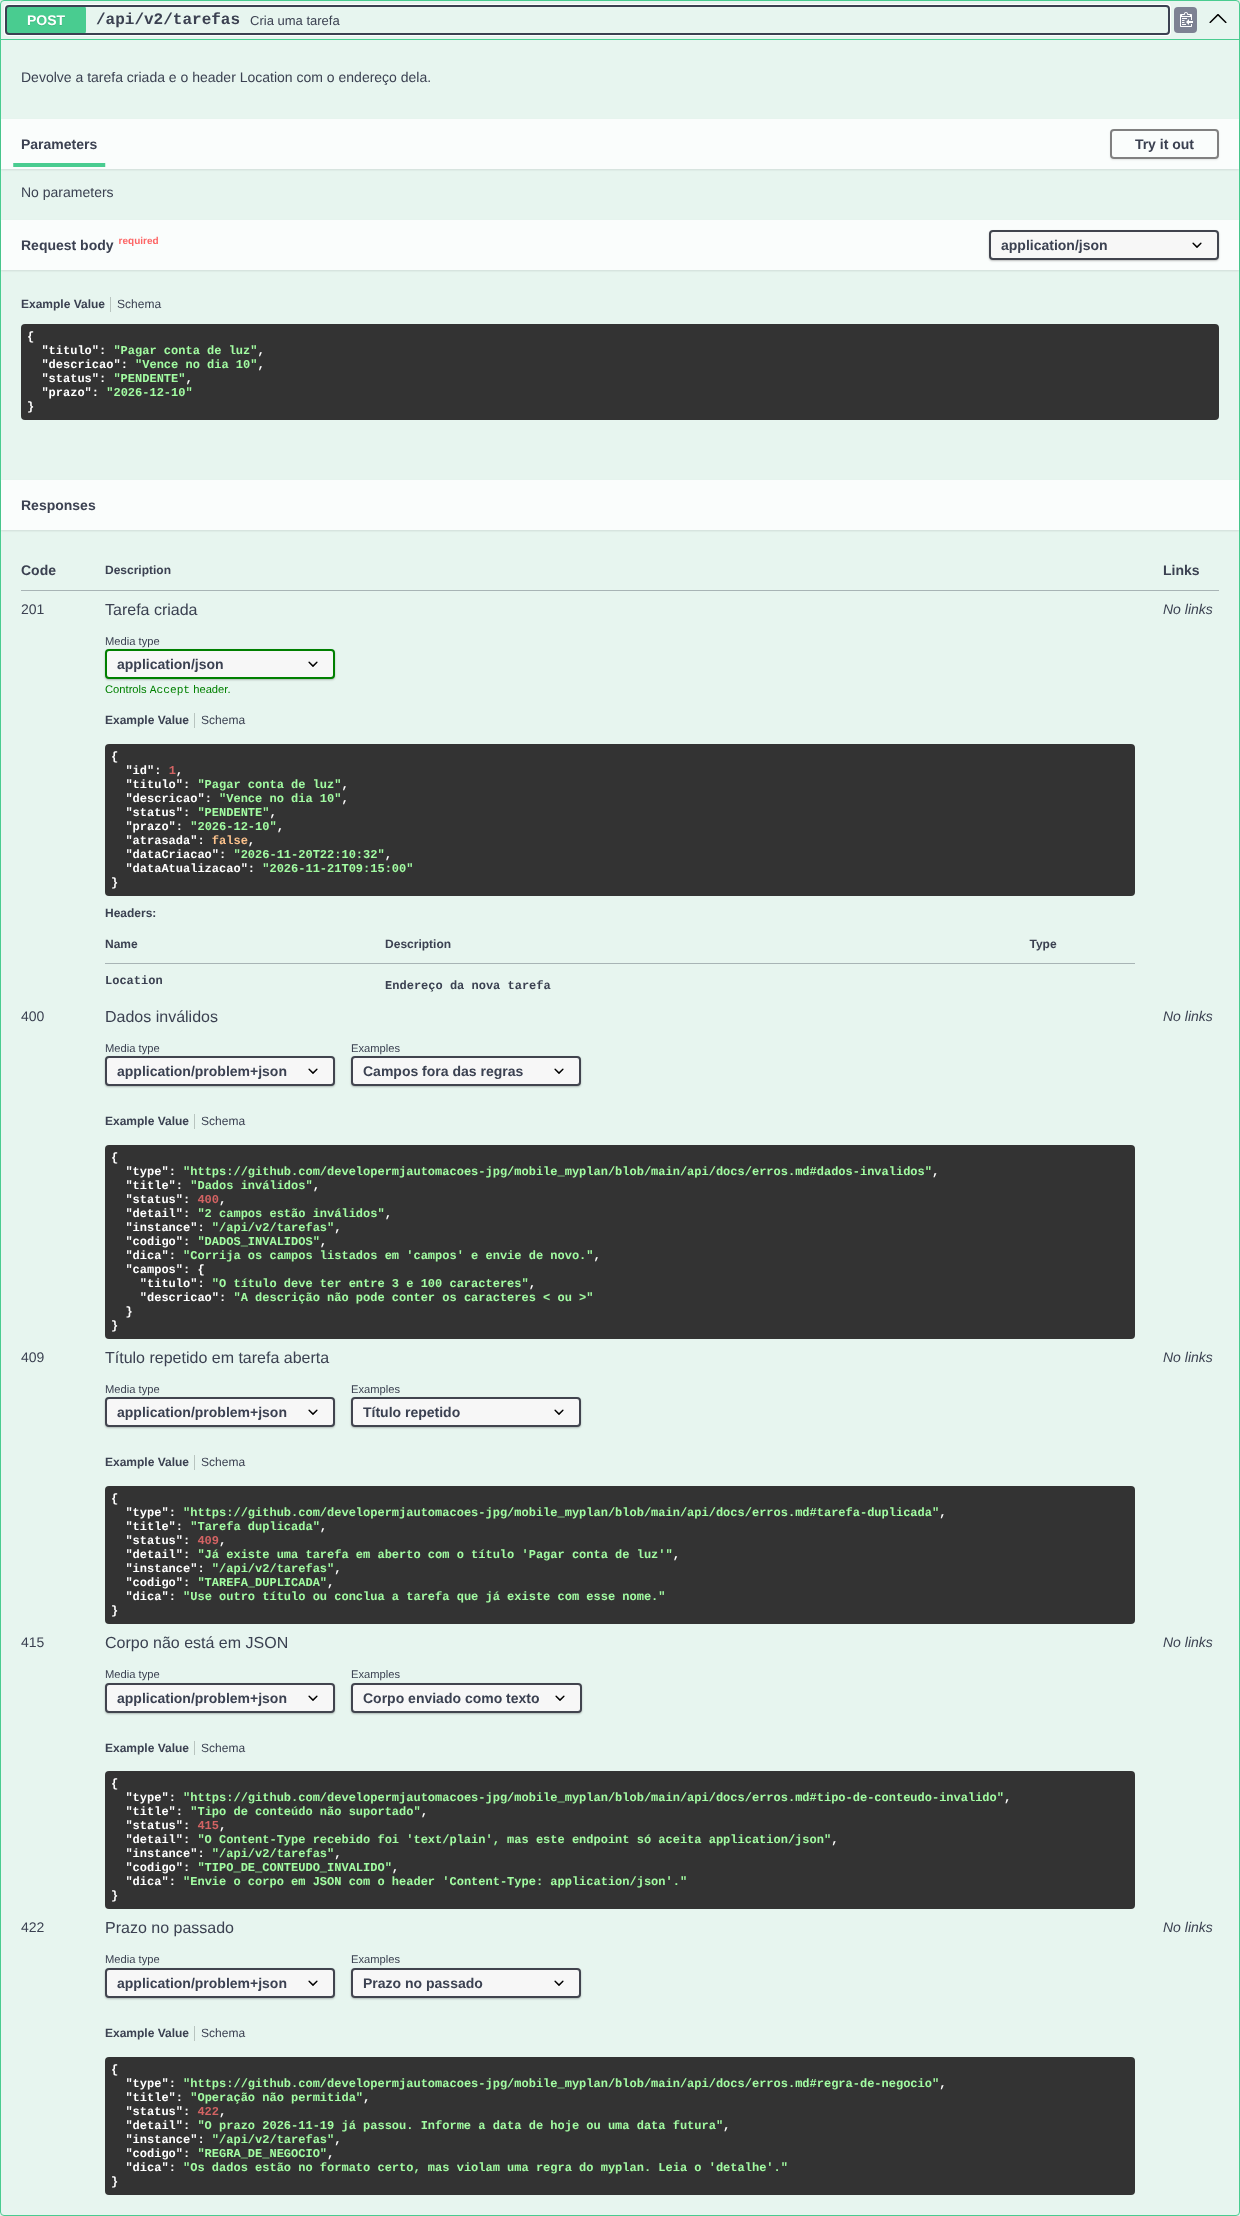 POST /api/v2/tarefas Cria uma tarefa
Devolve a tarefa criada e o header Location com o endereço dela.
Parameters Try it out
No parameters
Request body required application/json
Example Value Schema
{
  "titulo": "Pagar conta de luz",
  "descricao": "Vence no dia 10",
  "status": "PENDENTE",
  "prazo": "2026-12-10"
}
Responses
Code Description Links
201 Tarefa criada No links
Media type
application/json
Controls Accept header.
Example Value Schema
{
  "id": 1,
  "titulo": "Pagar conta de luz",
  "descricao": "Vence no dia 10",
  "status": "PENDENTE",
  "prazo": "2026-12-10",
  "atrasada": false,
  "dataCriacao": "2026-11-20T22:10:32",
  "dataAtualizacao": "2026-11-21T09:15:00"
}
Headers:
Name Description Type
Location Endereço da nova tarefa
400 Dados inválidos No links
Media type Examples
application/problem+json Campos fora das regras
Example Value Schema
{
  "type": "https://github.com/developermjautomacoes-jpg/mobile_myplan/blob/main/api/docs/erros.md#dados-invalidos",
  "title": "Dados inválidos",
  "status": 400,
  "detail": "2 campos estão inválidos",
  "instance": "/api/v2/tarefas",
  "codigo": "DADOS_INVALIDOS",
  "dica": "Corrija os campos listados em 'campos' e envie de novo.",
  "campos": {
    "titulo": "O título deve ter entre 3 e 100 caracteres",
    "descricao": "A descrição não pode conter os caracteres < ou >"
  }
}
409 Título repetido em tarefa aberta No links
Media type Examples
application/problem+json Título repetido
Example Value Schema
{
  "type": "https://github.com/developermjautomacoes-jpg/mobile_myplan/blob/main/api/docs/erros.md#tarefa-duplicada",
  "title": "Tarefa duplicada",
  "status": 409,
  "detail": "Já existe uma tarefa em aberto com o título 'Pagar conta de luz'",
  "instance": "/api/v2/tarefas",
  "codigo": "TAREFA_DUPLICADA",
  "dica": "Use outro título ou conclua a tarefa que já existe com esse nome."
}
415 Corpo não está em JSON No links
Media type Examples
application/problem+json Corpo enviado como texto
Example Value Schema
{
  "type": "https://github.com/developermjautomacoes-jpg/mobile_myplan/blob/main/api/docs/erros.md#tipo-de-conteudo-invalido",
  "title": "Tipo de conteúdo não suportado",
  "status": 415,
  "detail": "O Content-Type recebido foi 'text/plain', mas este endpoint só aceita application/json",
  "instance": "/api/v2/tarefas",
  "codigo": "TIPO_DE_CONTEUDO_INVALIDO",
  "dica": "Envie o corpo em JSON com o header 'Content-Type: application/json'."
}
422 Prazo no passado No links
Media type Examples
application/problem+json Prazo no passado
Example Value Schema
{
  "type": "https://github.com/developermjautomacoes-jpg/mobile_myplan/blob/main/api/docs/erros.md#regra-de-negocio",
  "title": "Operação não permitida",
  "status": 422,
  "detail": "O prazo 2026-11-19 já passou. Informe a data de hoje ou uma data futura",
  "instance": "/api/v2/tarefas",
  "codigo": "REGRA_DE_NEGOCIO",
  "dica": "Os dados estão no formato certo, mas violam uma regra do myplan. Leia o 'detalhe'."
}